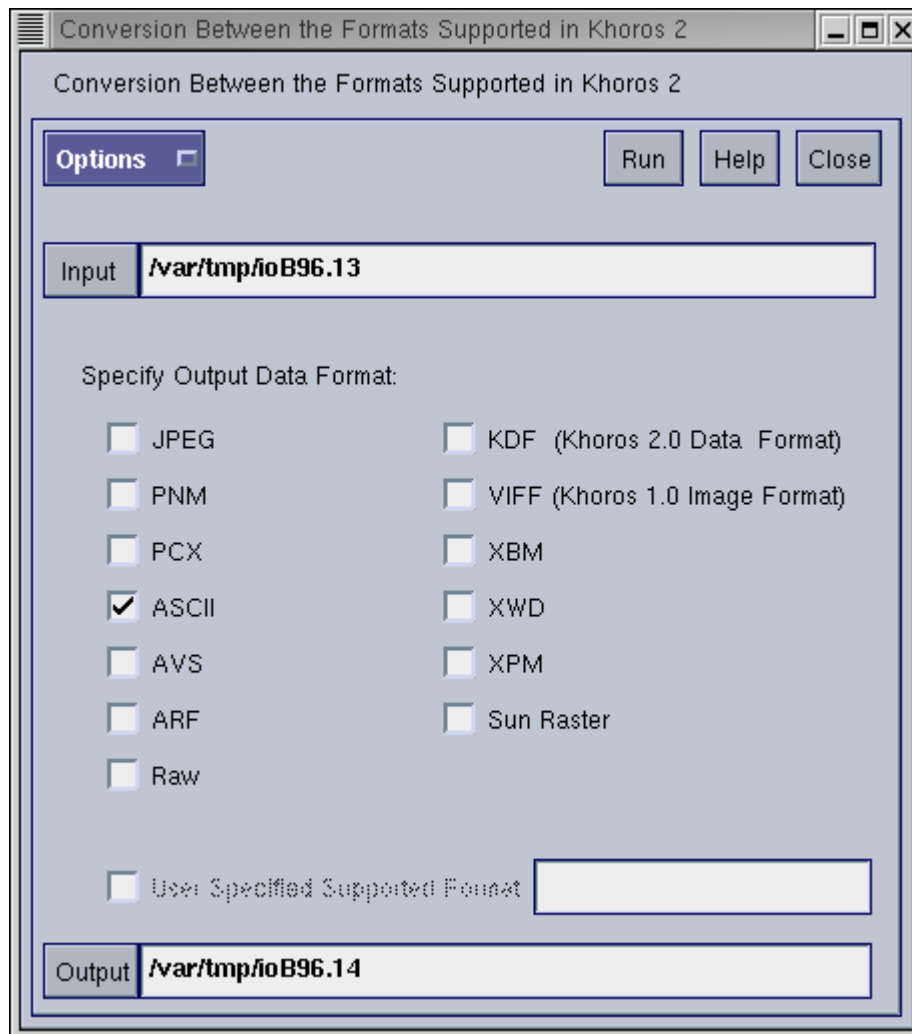 Conversion Between the Formats Supported in Khoros 2
Conversion Between the Formats Supported in Khoros 2
Options Run Help Close
Input /var/tmp/ioB96.13
Specify Output Data Format:
JPEG KDF (Khoros 2.0 Data Format)
PNM VIFF (Khoros 1.0 Image Format)
PCX XBM
ASCII XWD
AVS XPM
ARF Sun Raster
Raw
User Specified Supported Format
Output /var/tmp/ioB96.14